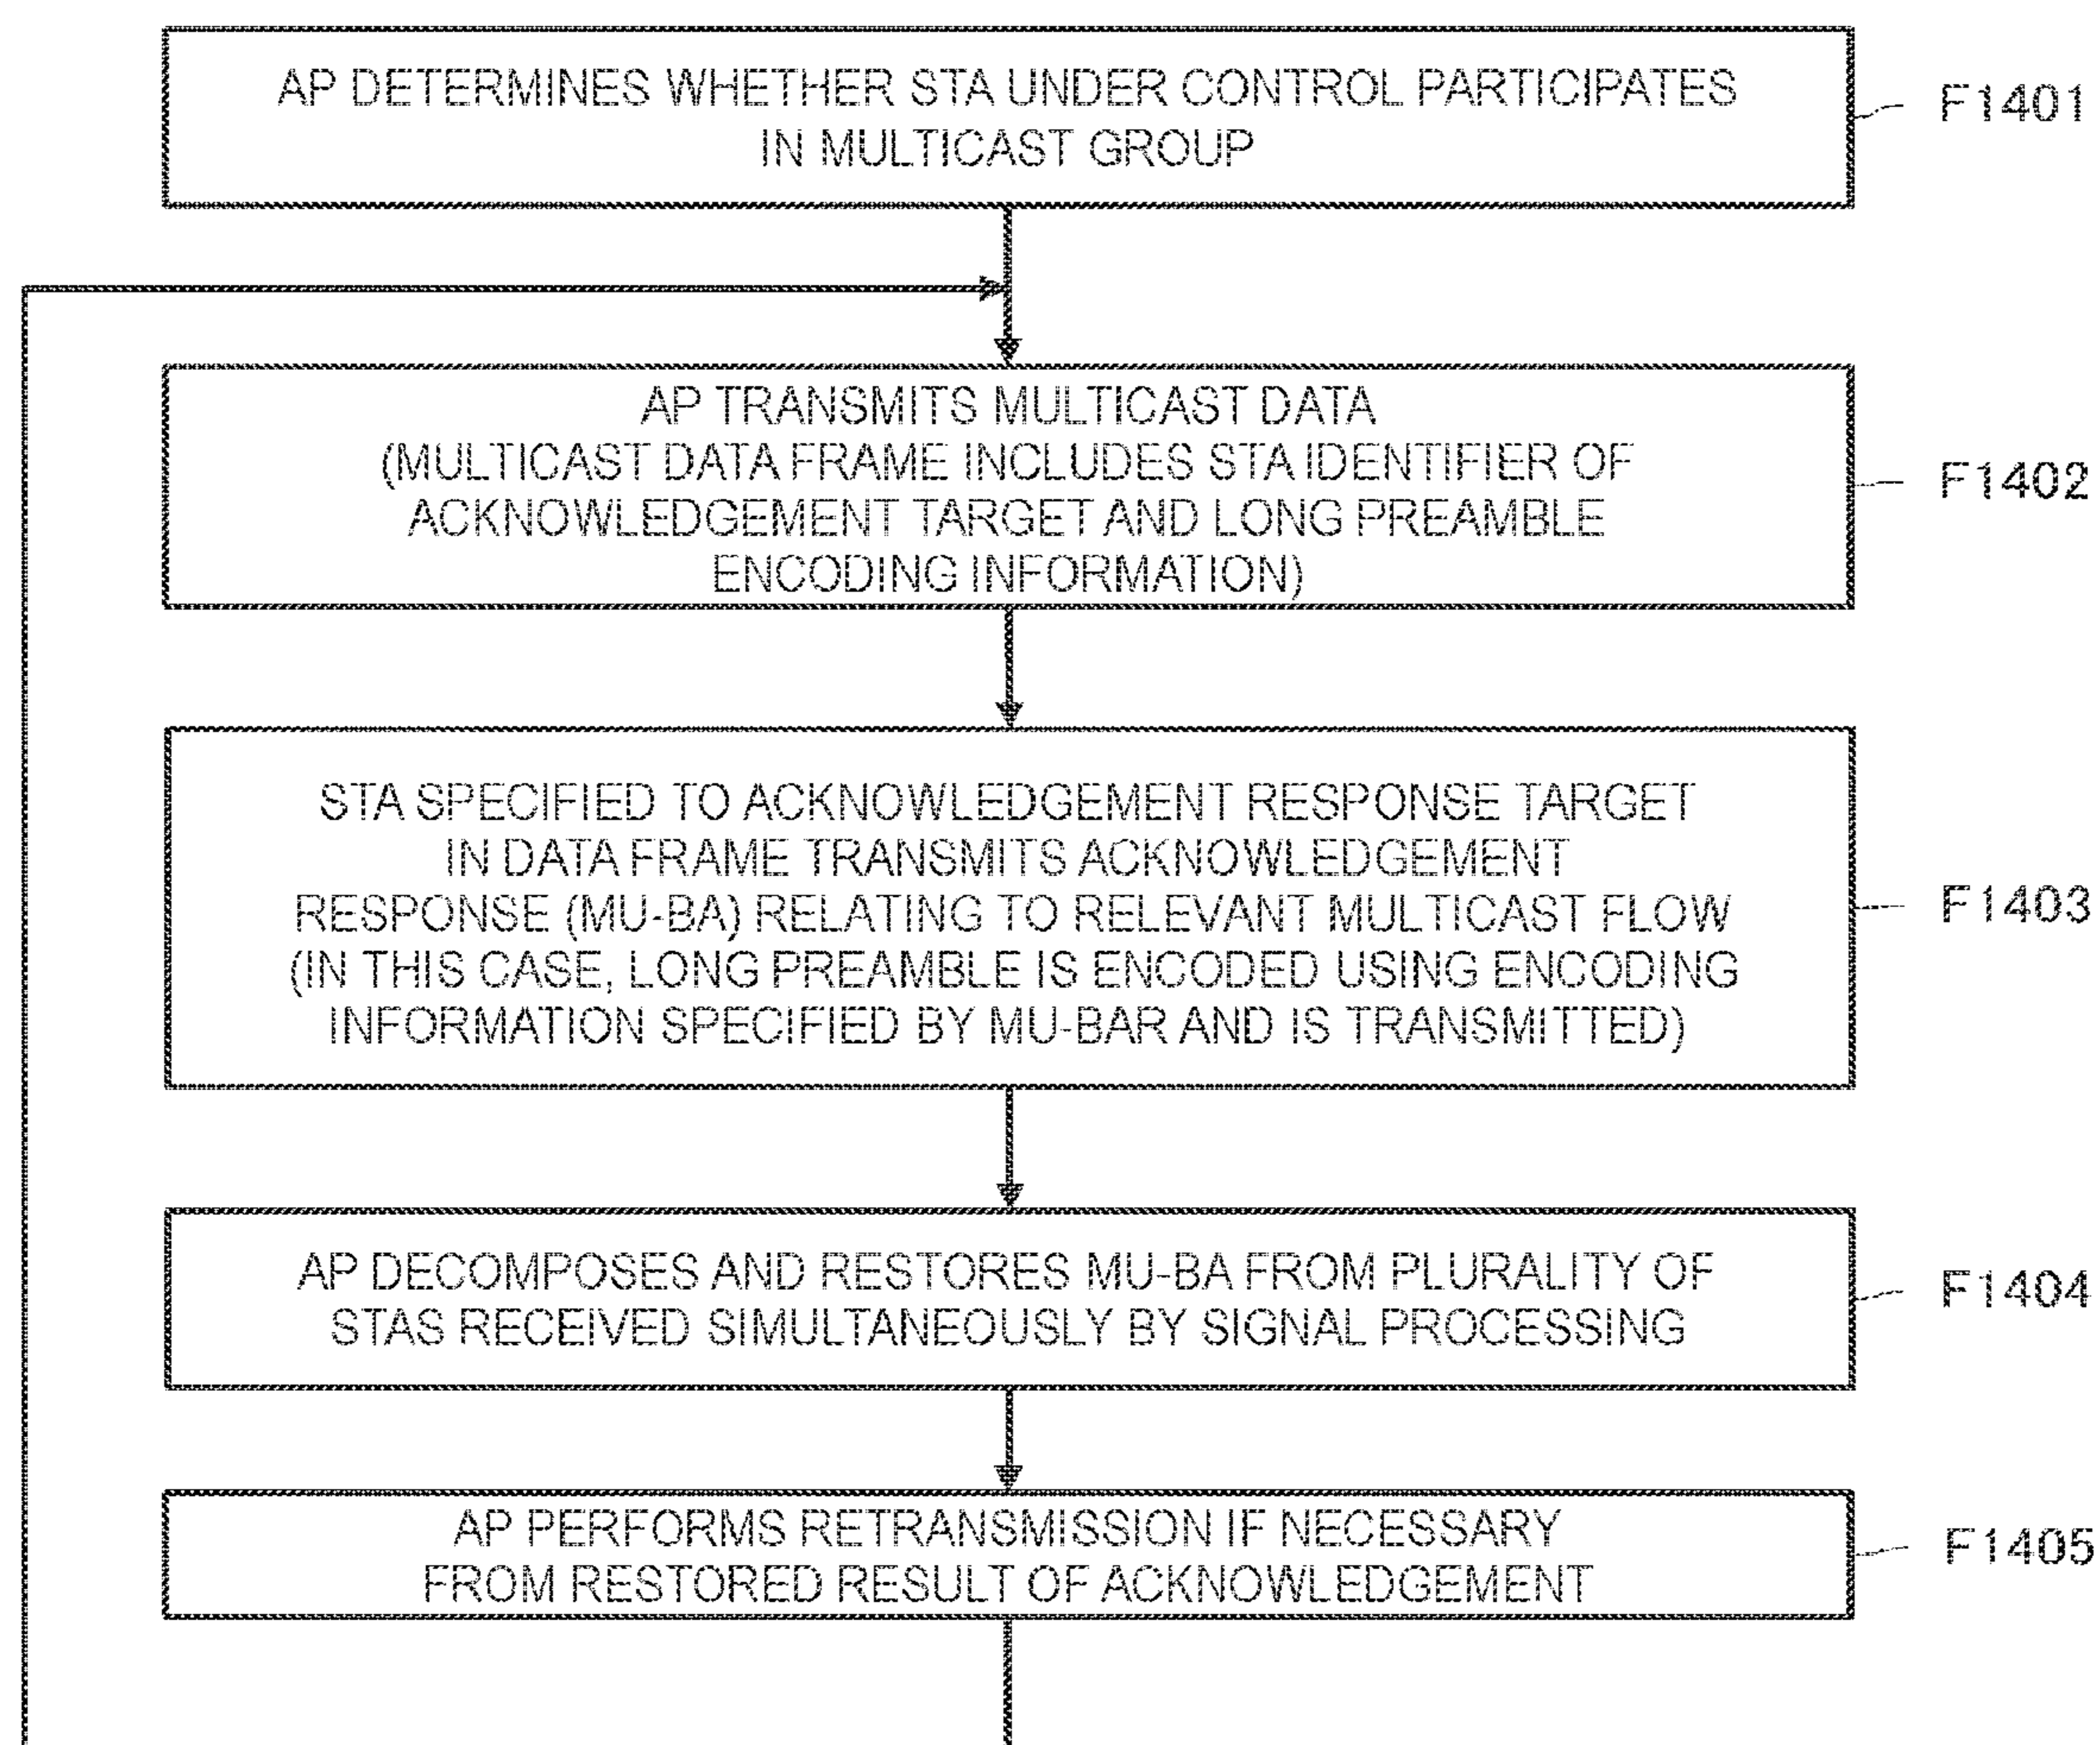 AP DETERMINES WHETHER STA UNDER CONTROL PARTICIPATES
IN MULTICAST GROUP
F1401
AP TRANSMITS MULTICAST DATA
(MULTICAST DATA FRAME INCLUDES STA IDENTIFIER OF
ACKNOWLEDGEMENT TARGET AND LONG PREAMBLE
ENCODING INFORMATION)
F1402
STA SPECIFIED TO ACKNOWLEDGEMENT RESPONSE TARGET
IN DATA FRAME TRANSMITS ACKNOWLEDGEMENT
RESPONSE (MU-BA) RELATING TO RELEVANT MULTICAST FLOW
(IN THIS CASE, LONG PREAMBLE IS ENCODED USING ENCODING
INFORMATION SPECIFIED BY MU-BAR AND IS TRANSMITTED)
F1403
AP DECOMPOSES AND RESTORES MU-BA FROM PLURALITY OF
STAS RECEIVED SIMULTANEOUSLY BY SIGNAL PROCESSING
F1404
AP PERFORMS RETRANSMISSION IF NECESSARY
FROM RESTORED RESULT OF ACKNOWLEDGEMENT
F1405